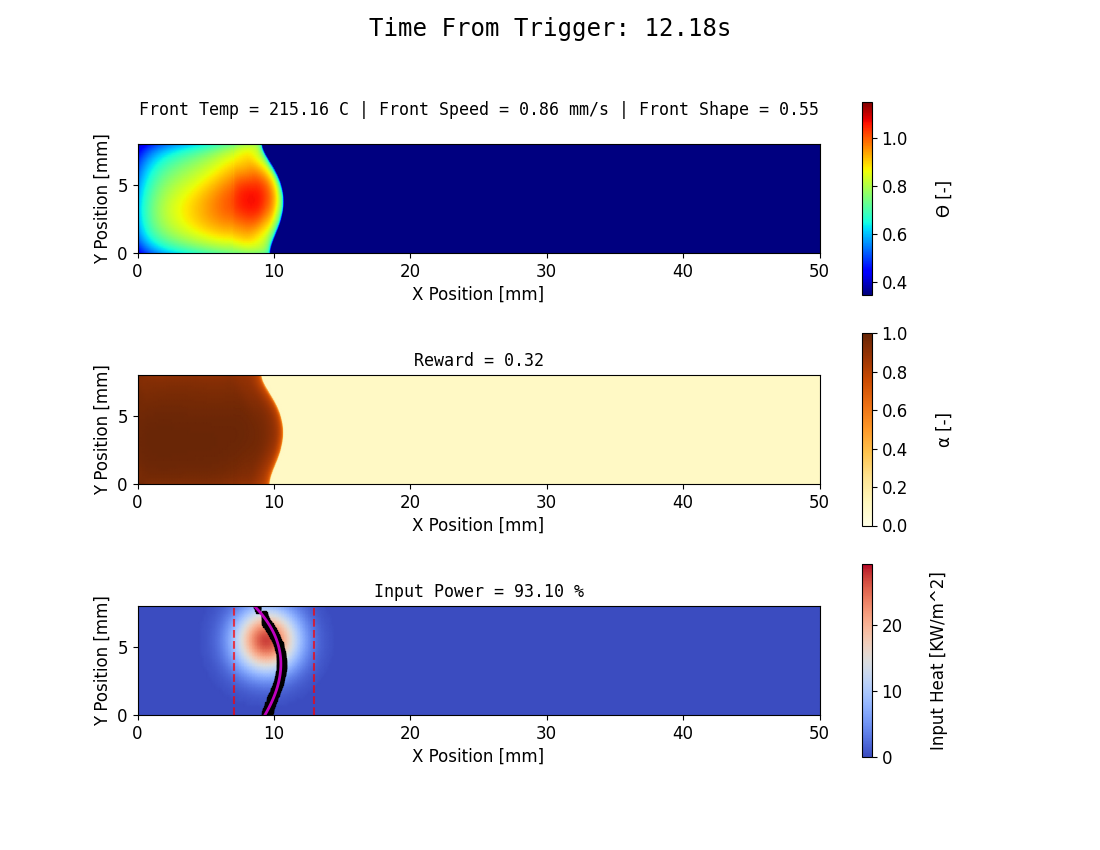 Time From Trigger: 12.18s
Front Temp = 215.16 C | Front Speed = 0.86 mm/s | Front Shape = 0.55
Y Position [mm]
5
0
0 10 20 30 40 50
X Position [mm]
1.0
0.8
0.6
0.4
Θ [-]
Reward = 0.32
Y Position [mm]
5
0
0 10 20 30 40 50
X Position [mm]
1.0
0.8
0.6
0.4
0.2
0.0
α [-]
Input Power = 93.10 %
Y Position [mm]
5
0
0 10 20 30 40 50
X Position [mm]
20
10
0
Input Heat [KW/m^2]